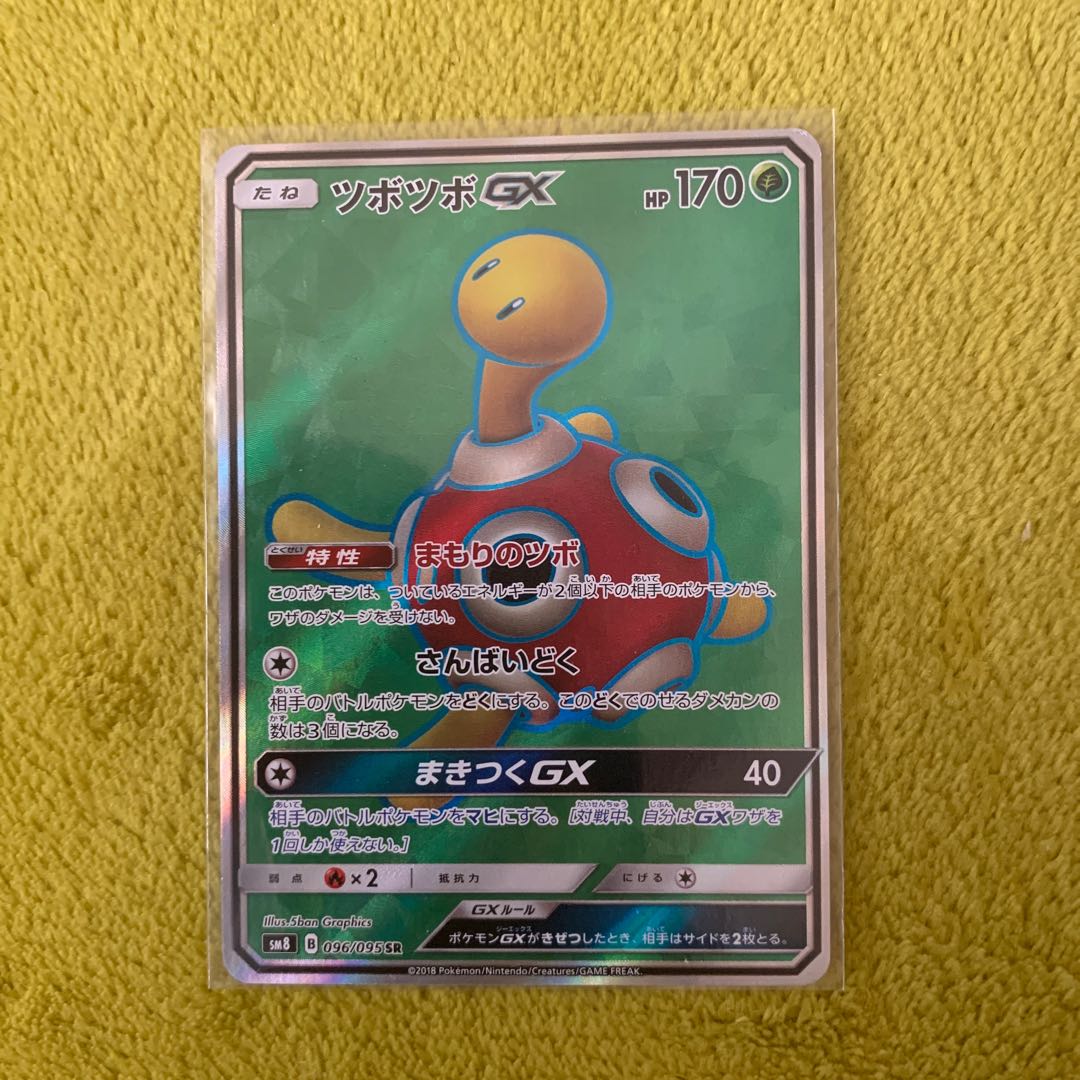 たね ツボツボGX HP170
とくせい
特性 まもりのツボ
このポケモンは、ついているエネルギーが2個以下の相手のポケモンから、
ワザのダメージを受けない。
さんばいどく
相手のバトルポケモンをどくにする。このどくでのせるダメカンの
数は3個になる。
まきつくGX 40
相手のバトルポケモンをマヒにする。[対戦中、自分はGXワザを
1回しか使えない。]
弱点 ×2 抵抗力 にげる
Illus.5ban Graphics
GXルール
ポケモンGXがきぜつしたとき、相手はサイドを2枚とる。
SM8 B 096/095 SR
©2018 Pokémon/Nintendo/Creatures/GAME FREAK.